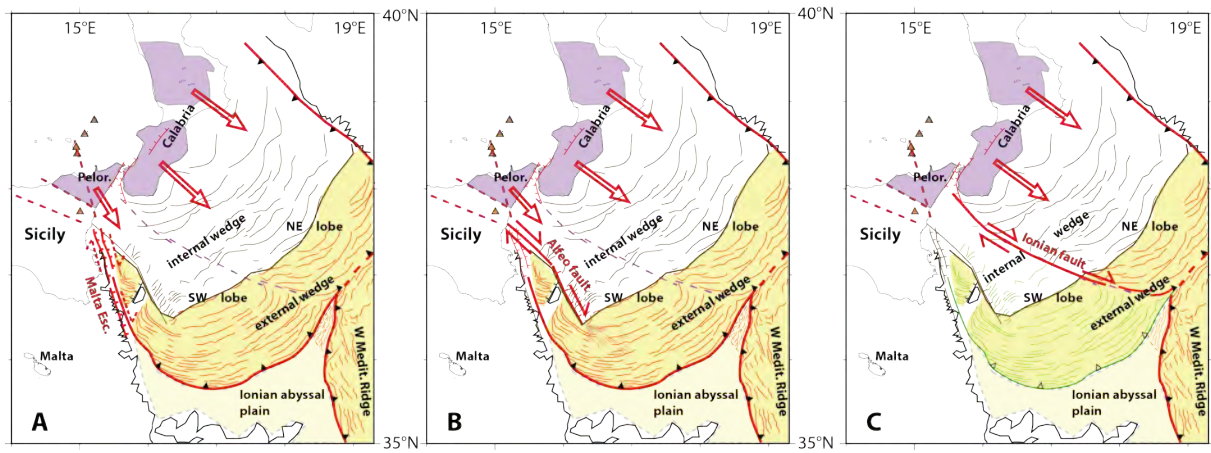 15°E
19°E
Calabria
Pelor.
Sicily
NE lobe
internal wedge
SW lobe
external wedge
Malta Esc.
Malta
W Medit. Ridge
Ionian abyssal
plain
A
40°N
35°N
15°E
19°E
Calabria
Pelor.
Sicily
NE lobe
internal wedge
Alfeo fault
SW lobe
external wedge
Malta
W Medit. Ridge
Ionian abyssal
plain
B
40°N
35°N
15°E
19°E
Calabria
Pelor.
Sicily
NE lobe
internal wedge
Ionian fault
SW lobe
external wedge
Malta
W Medit. Ridge
Ionian abyssal
plain
C